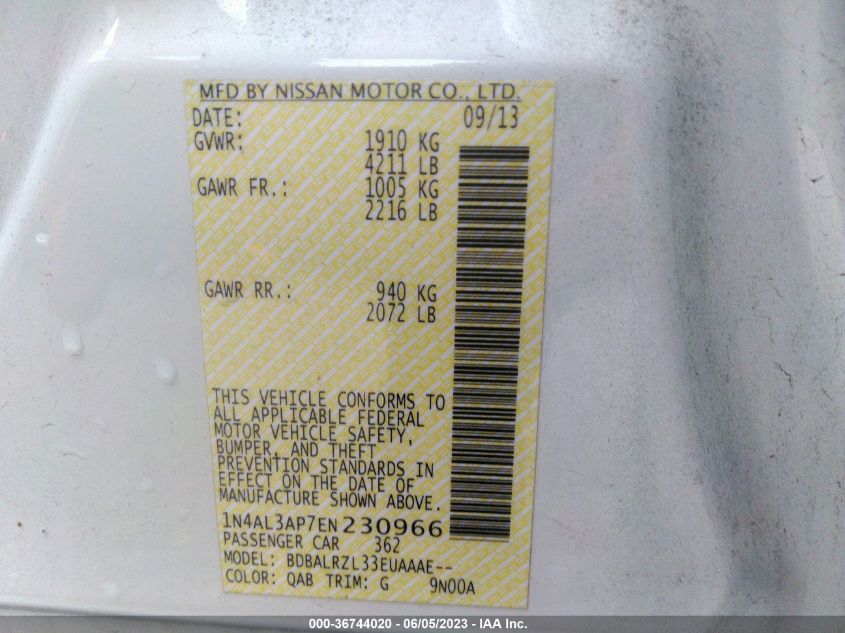 MFD BY NISSAN MOTOR CO., LTD.
DATE: 09/13
GVWR: 1910 KG
4211 LB
GAWR FR.: 1005 KG
2216 LB
GAWR RR.: 940 KG
2072 LB
THIS VEHICLE CONFORMS TO
ALL APPLICABLE FEDERAL
MOTOR VEHICLE SAFETY,
BUMPER, AND THEFT
PREVENTION STANDARDS IN
EFFECT ON THE DATE OF
MANUFACTURE SHOWN ABOVE.
1N4AL3AP7EN230966
PASSENGER CAR 362
MODEL: BDBALRZL33EUAAAE--
COLOR: QAB TRIM: G 9N00A
000-36744020 - 06/05/2023 - IAA Inc.